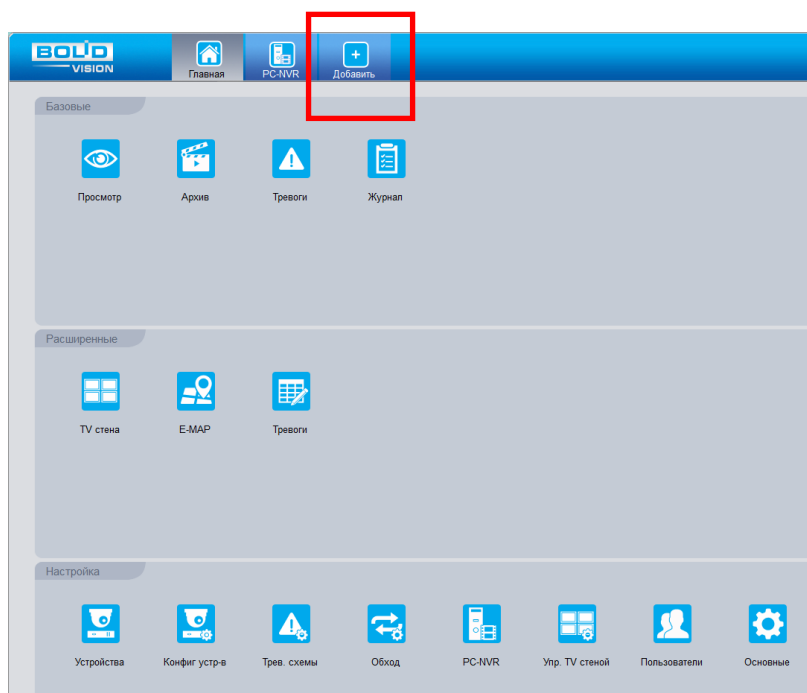 BOLID
VISION
Главная
PC-NVR
Добавить
Базовые
Просмотр
Архив
Тревоги
Журнал
Расширенные
TV стена
E-MAP
Тревоги
Настройка
Устройства
Конфиг устр-в
Трев. схемы
Обход
PC-NVR
Упр. TV стеной
Пользователи
Основные